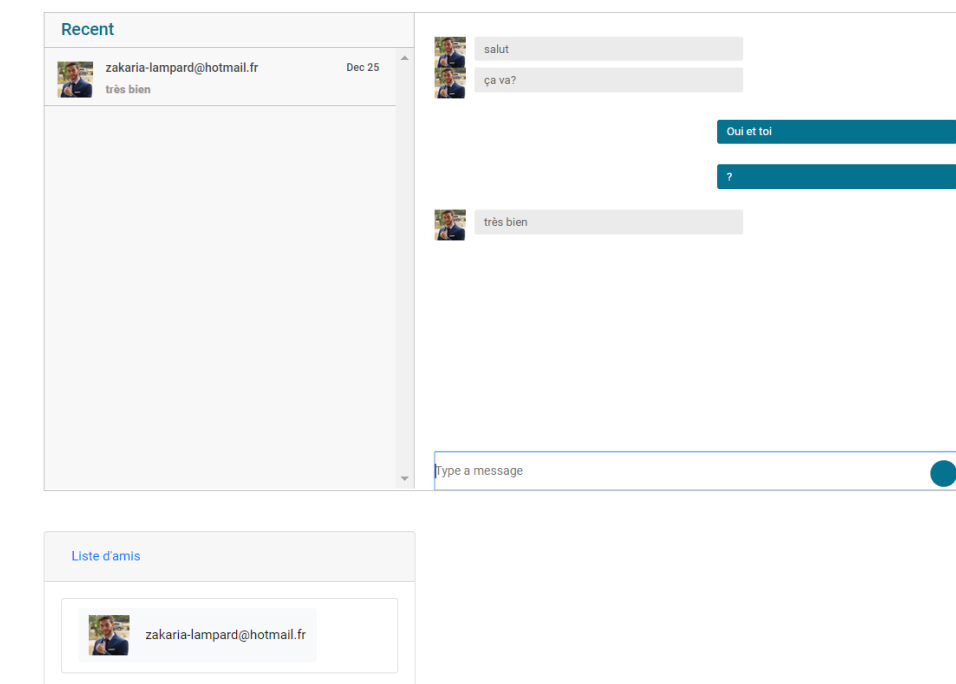 Recent
zakaria-lampard@hotmail.fr Dec 25
très bien
salut
ça va?
Oui et toi
?
très bien
Type a message
Liste d'amis
zakaria-lampard@hotmail.fr